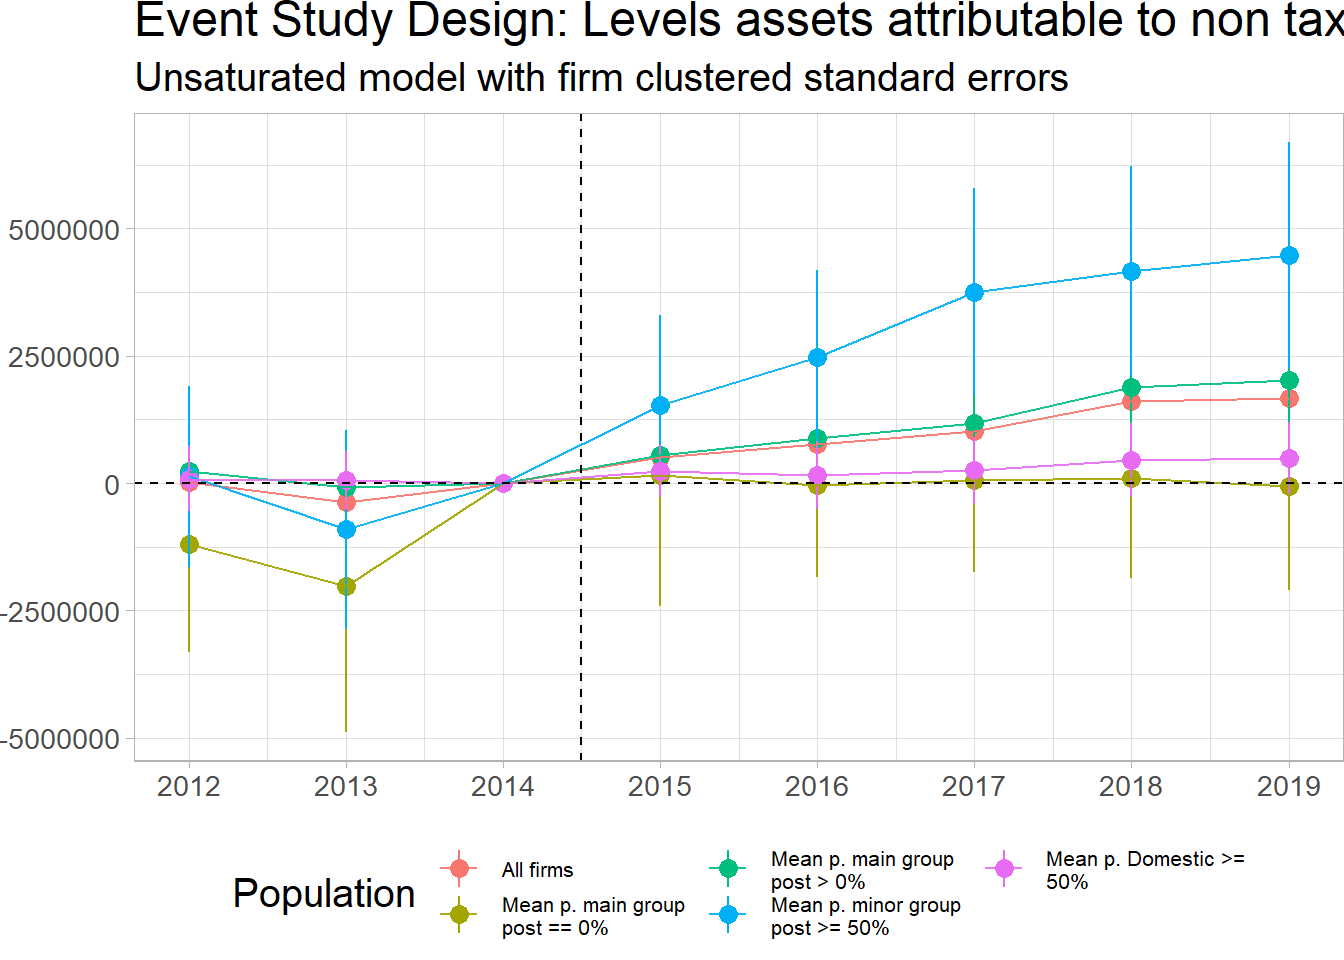 Event Study Design: Levels assets attributable to non tax
Unsaturated model with firm clustered standard errors
5000000
2500000
0
-2500000
-5000000
2012 2013 2014 2015 2016 2017 2018 2019
Population
All firms
Mean p. main group
post == 0%
Mean p. main group
post > 0%
Mean p. minor group
post >= 50%
Mean p. Domestic >=
50%